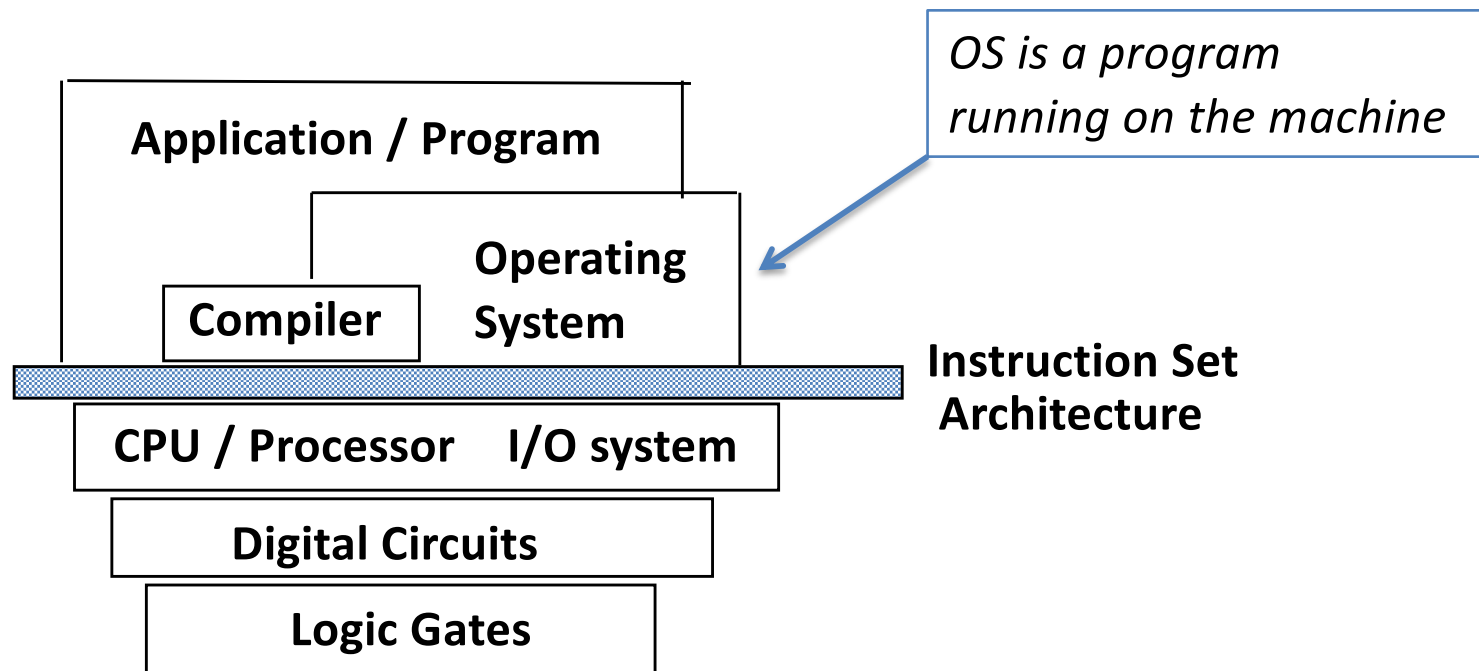 OS is a program
running on the machine
Application / Program
Operating
System
Compiler
Instruction Set
Architecture
CPU / Processor I/O system
Digital Circuits
Logic Gates